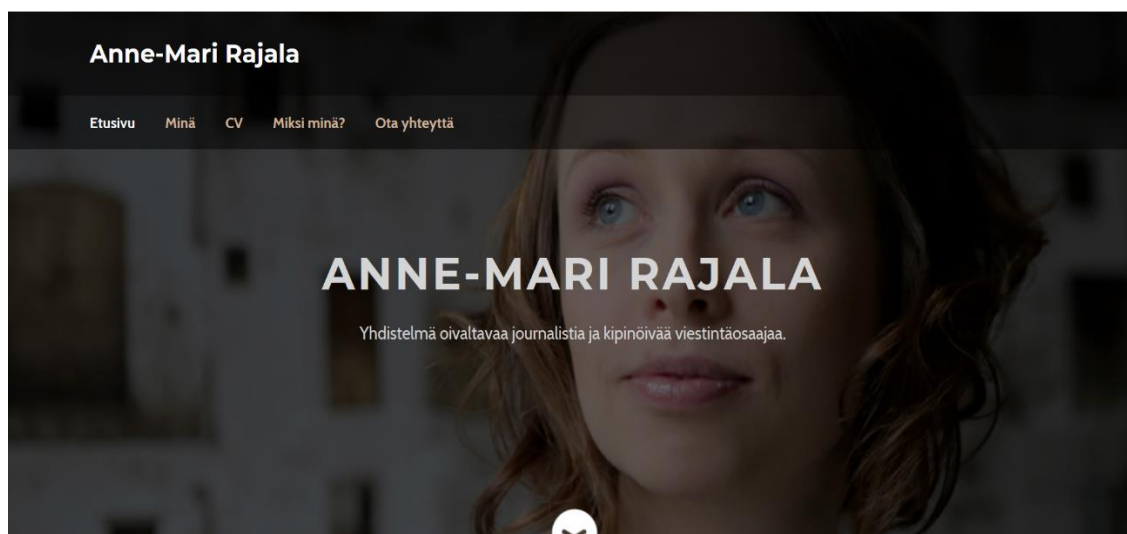 Anne-Mari Rajala
Etusivu Minä CV Miksi minä? Ota yhteyttä
ANNE-MARI RAJALA
Yhdistelmä oivaltavaa journalistia ja kipinöivää viestintäosaajaa.